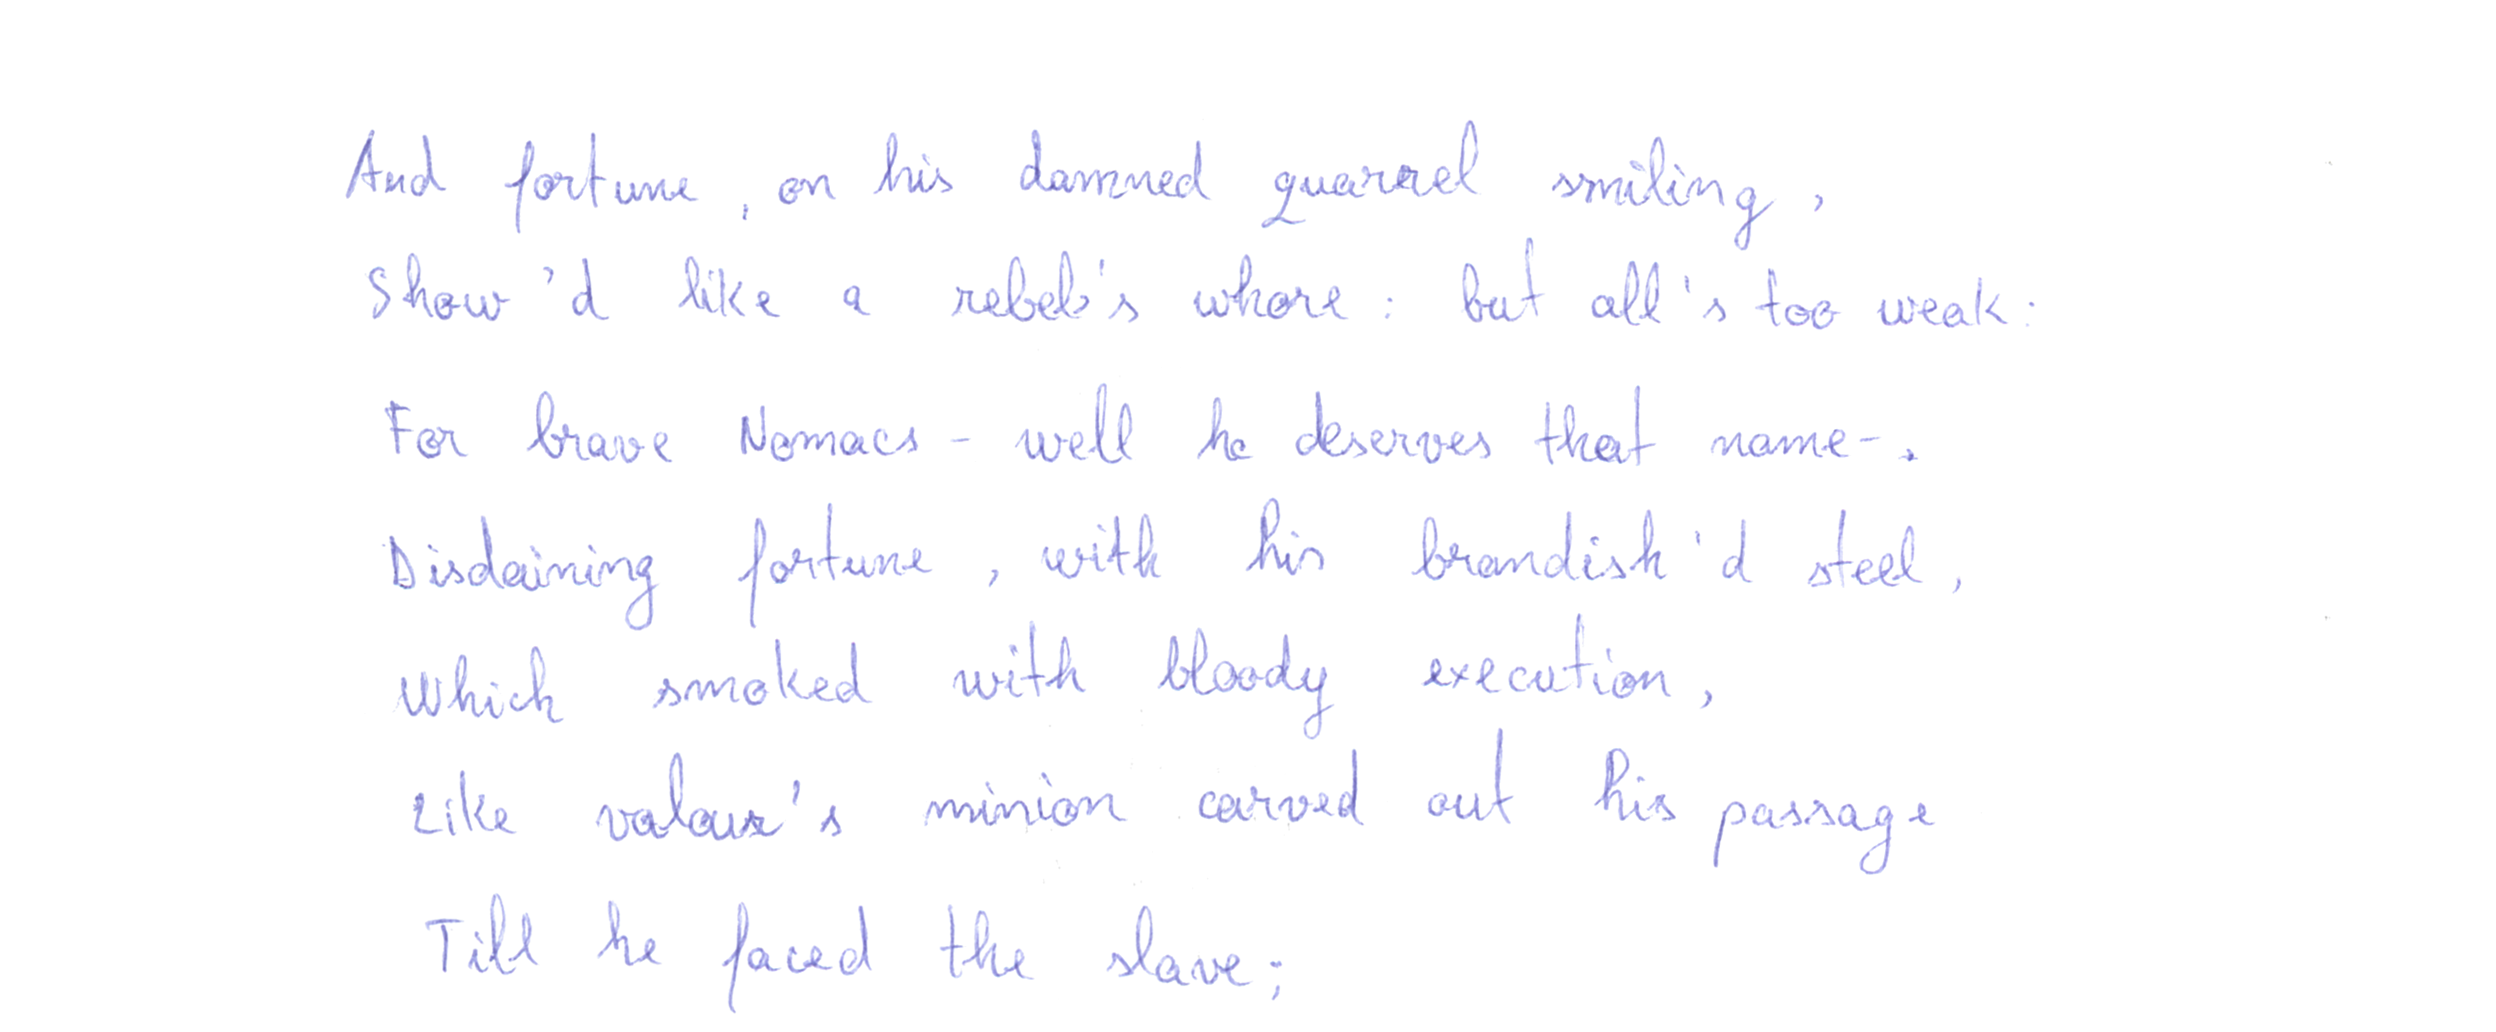 And fortune, on his damned quarrel smiling,
Show'd like a rebel's whore: but all's too weak:
For brave Nomacs - well he deserves that name-.
Disdaining fortune, with his brandish'd steel,
Which smoked with bloody execution,
Like valour's minion carved out his passage
Till he faced the slave;